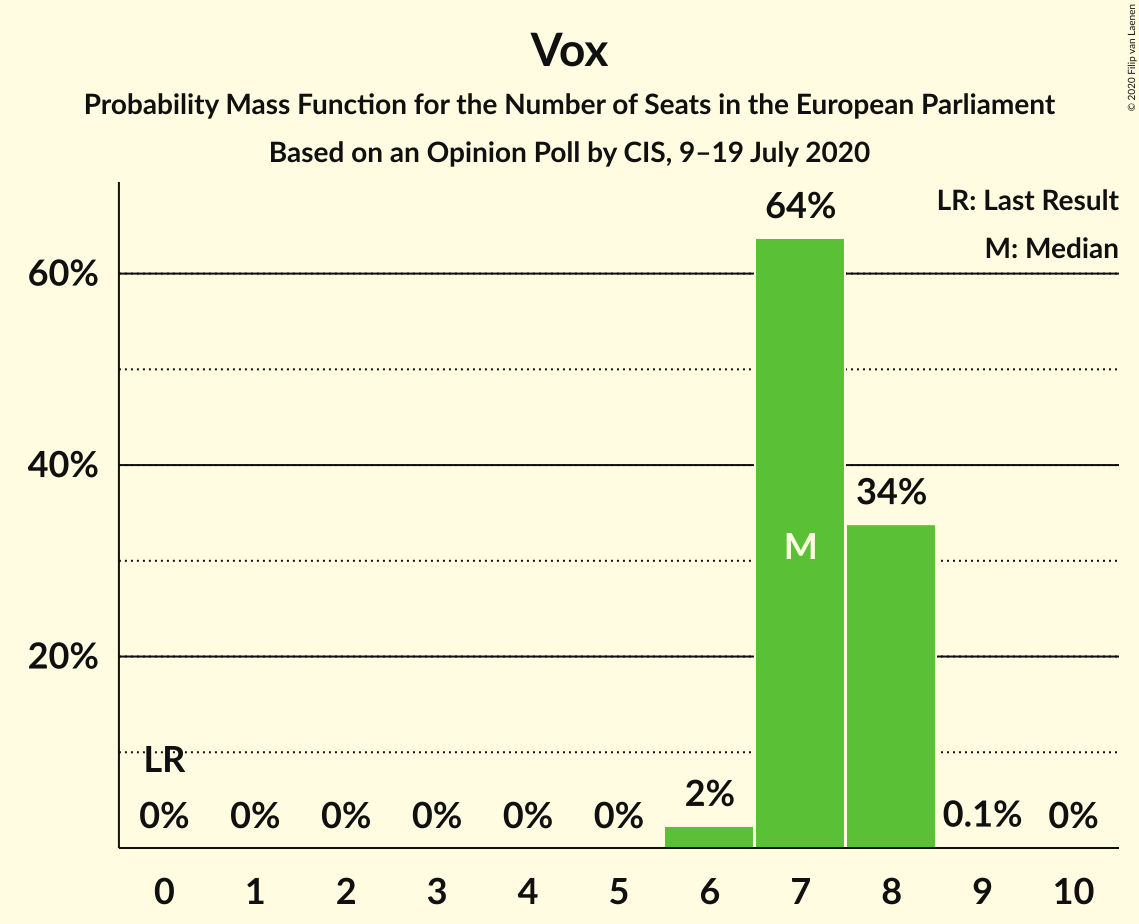 Vox
Probability Mass Function for the Number of Seats in the European Parliament
Based on an Opinion Poll by CIS, 9–19 July 2020
© 2020 Filip van Laenen
LR: Last Result
M: Median
60%
40%
20%
64%
34%
M
LR
2%
0% 0% 0% 0% 0% 0% 0.1% 0%
0 1 2 3 4 5 6 7 8 9 10